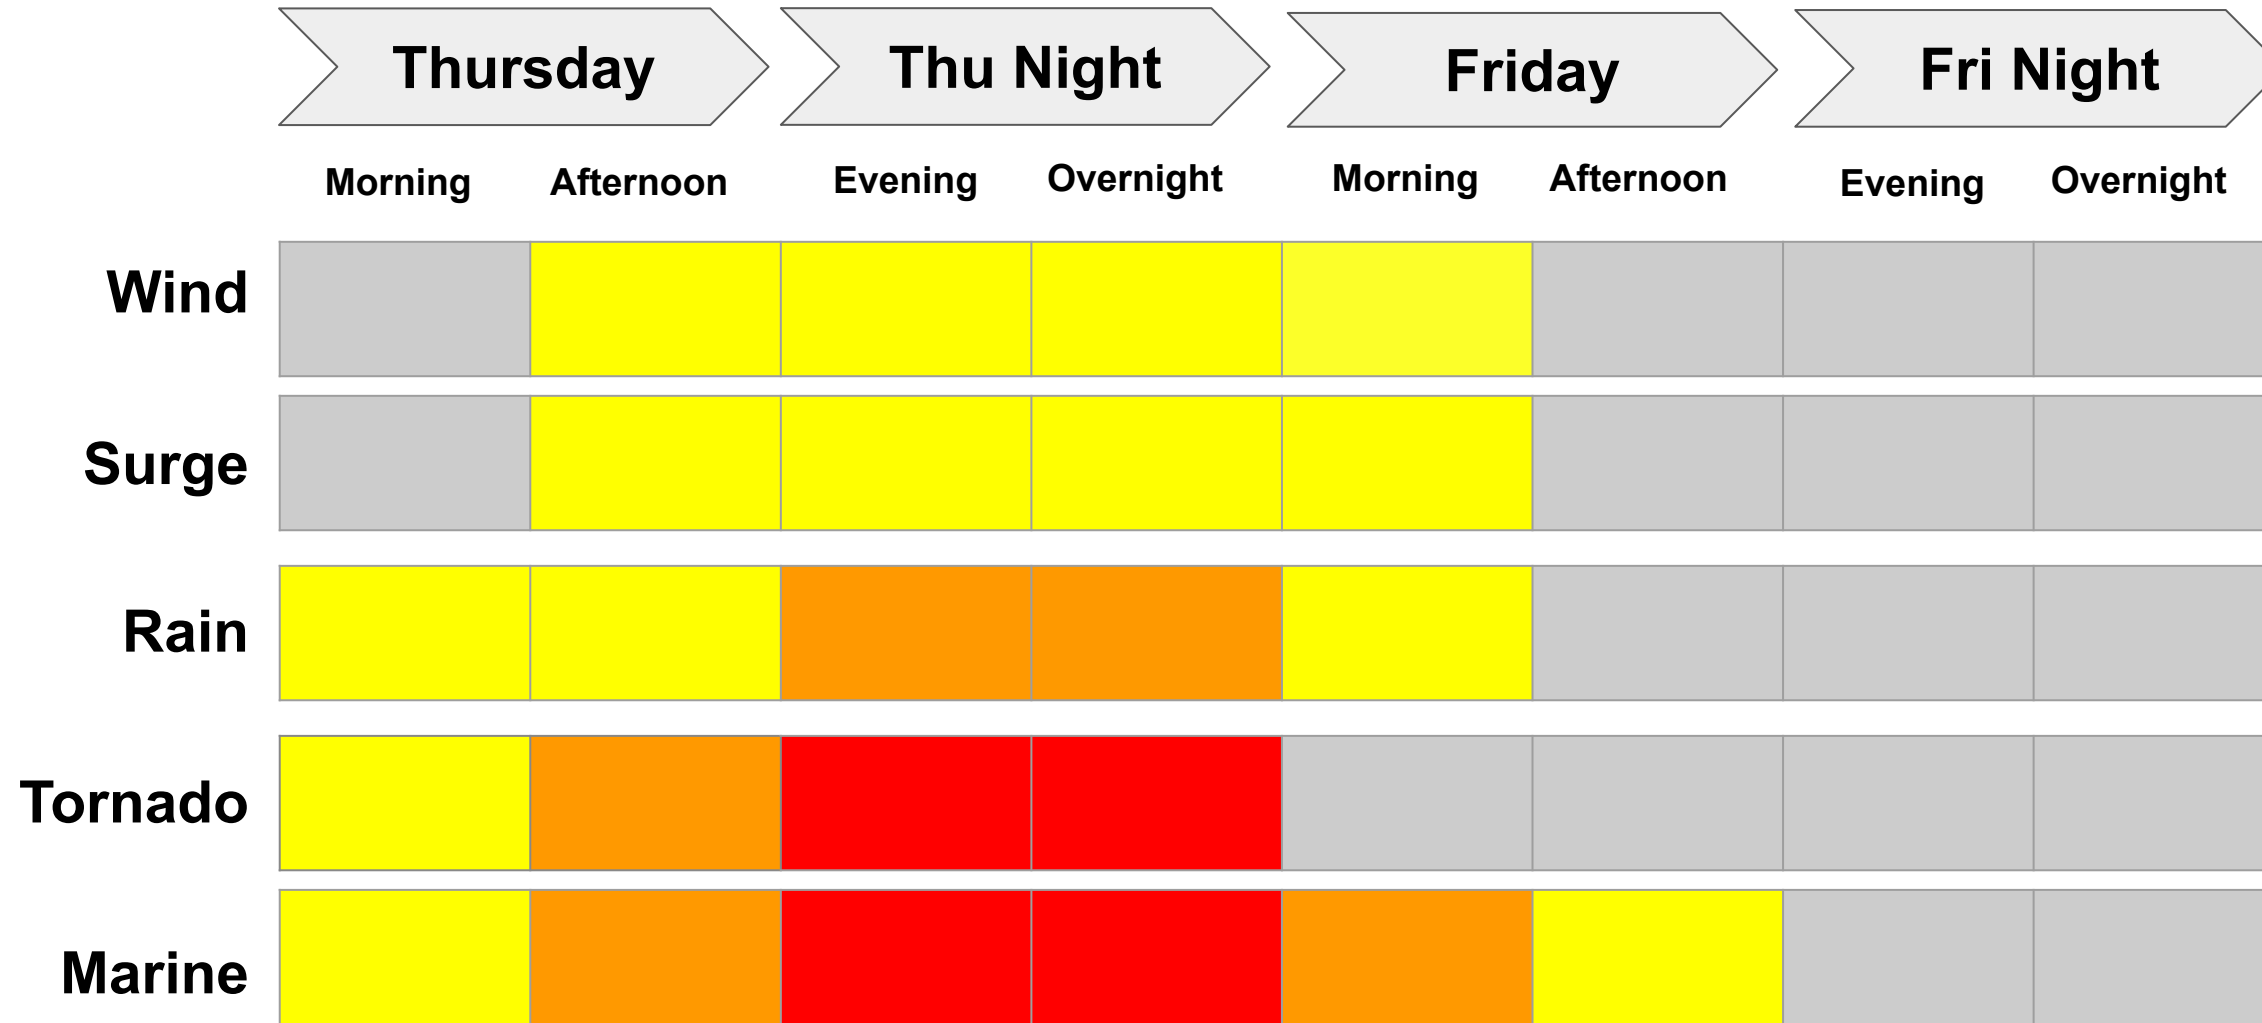 Thursday Thu Night Friday Fri Night
Morning Afternoon Evening Overnight Morning Afternoon Evening Overnight
Wind
Surge
Rain
Tornado
Marine